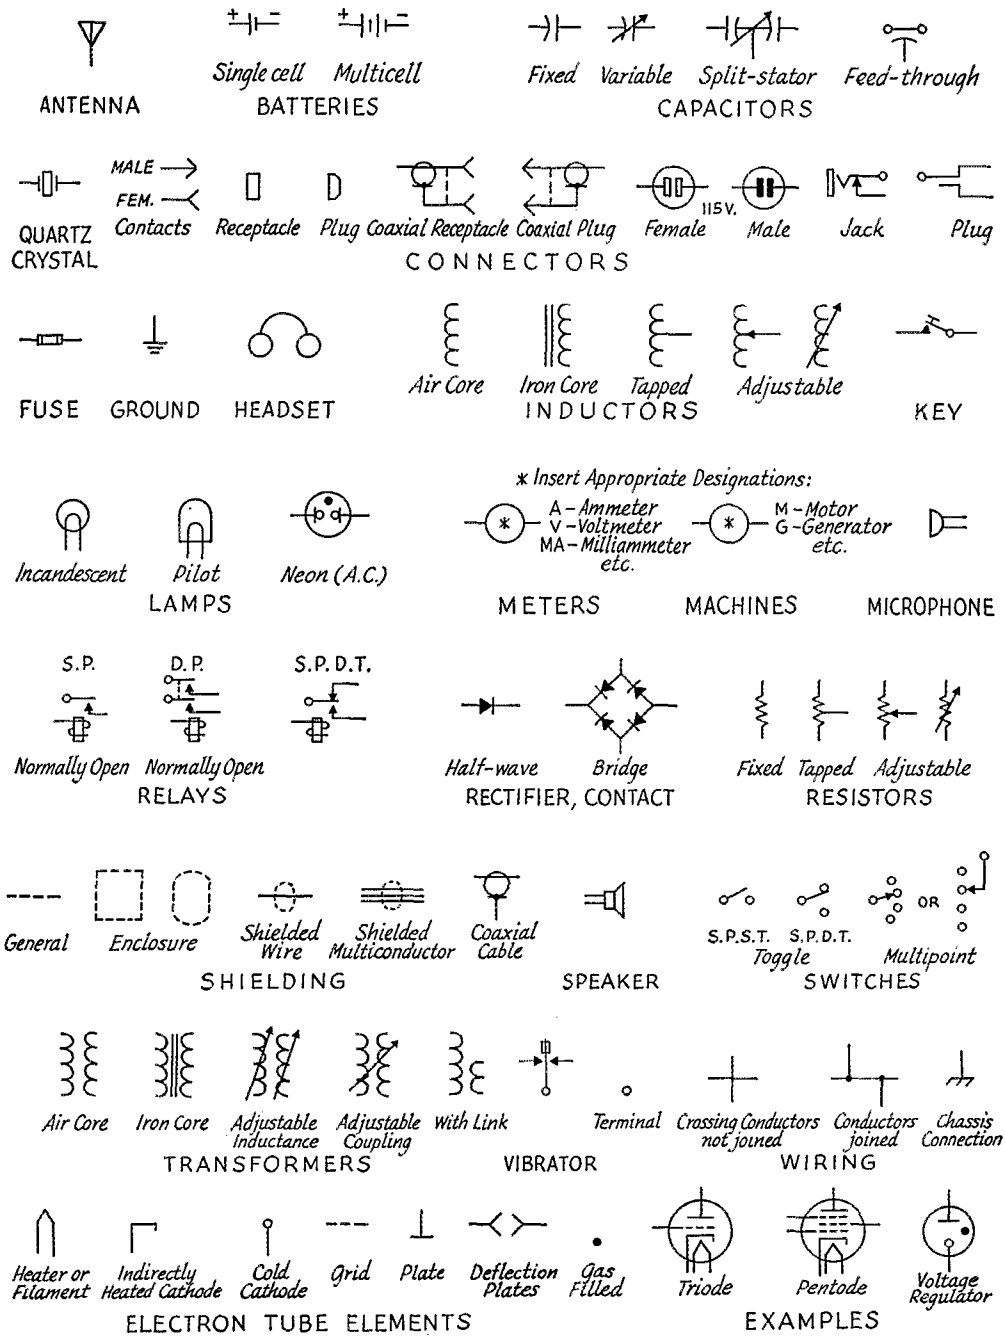 + - + -
Single cell Multicell Fixed Variable Split-stator Feed-through
ANTENNA BATTERIES CAPACITORS
MALE
FEM. 115V.
Contacts Receptacle Plug Coaxial Receptacle Coaxial Plug Female Male Jack Plug
QUARTZ
CRYSTAL CONNECTORS
Air Core Iron Core Tapped Adjustable
FUSE GROUND HEADSET INDUCTORS KEY
* Insert Appropriate Designations:
* A - Ammeter * M - Motor
V - Voltmeter G - Generator
MA - Milliammeter etc.
etc.
Incandescent Pilot Neon (A.C.)
LAMPS METERS MACHINES MICROPHONE
S.P. D.P. S.P.D.T.
Normally Open Normally Open Half-wave Bridge Fixed Tapped Adjustable
RELAYS RECTIFIER, CONTACT RESISTORS
OR
General Enclosure Shielded Wire Shielded Multiconductor Coaxial Cable S.P.S.T. S.P.D.T.
Toggle Multipoint
SHIELDING SPEAKER SWITCHES
Air Core Iron Core Adjustable Inductance Adjustable Coupling With Link Terminal Crossing Conductors not joined Conductors joined Chassis Connection
TRANSFORMERS VIBRATOR WIRING
Heater or Filament Indirectly Heated Cathode Cold Cathode Grid Plate Deflection Plates Gas Filled Triode Pentode Voltage Regulator
ELECTRON TUBE ELEMENTS EXAMPLES